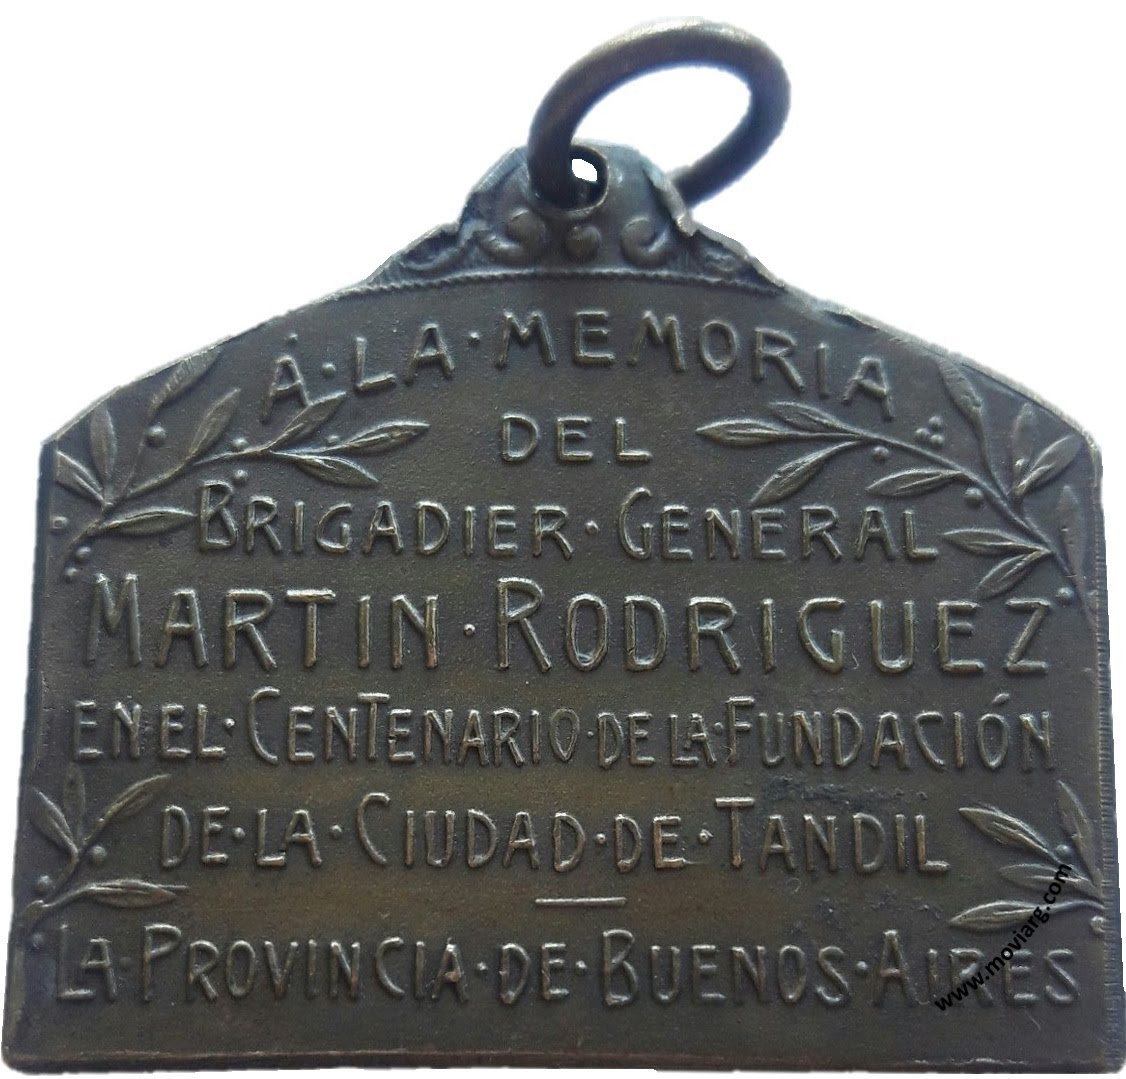 A·LA·MEMORIA
DEL
BRIGADIER·GENERAL
MARTIN·RODRIGUEZ
EN EL·CENTENARIO·DE LA·FUNDACIÓN
DE·LA·CIUDAD·DE·TANDIL
LA·PROVINCIA·DE·BUENOS·AIRES
www.moviarg.com